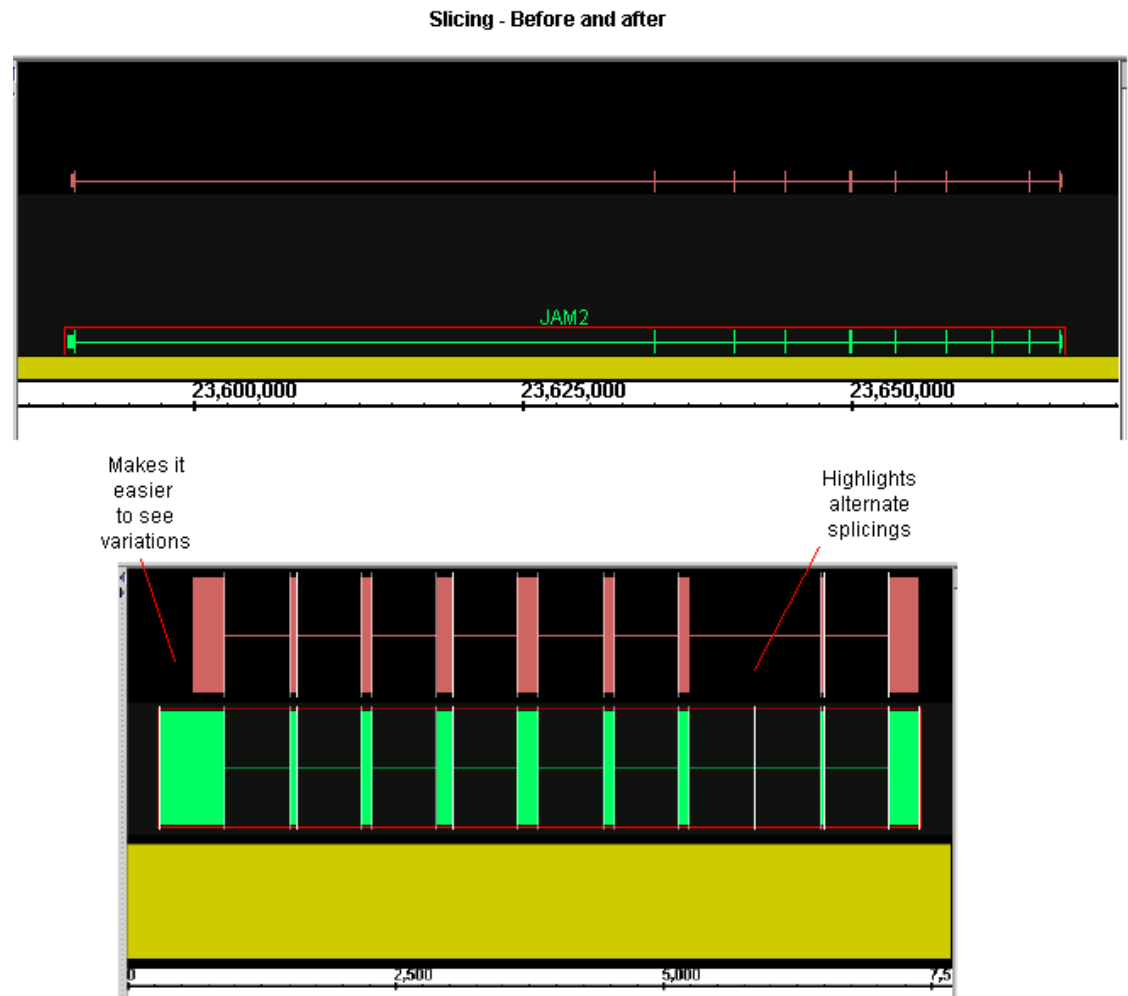 Slicing - Before and after
JAM2
23,600,000 23,625,000 23,650,000
Makes it
easier
to see
variations
Highlights
alternate
splicings
0 2,500 5,000 7,5